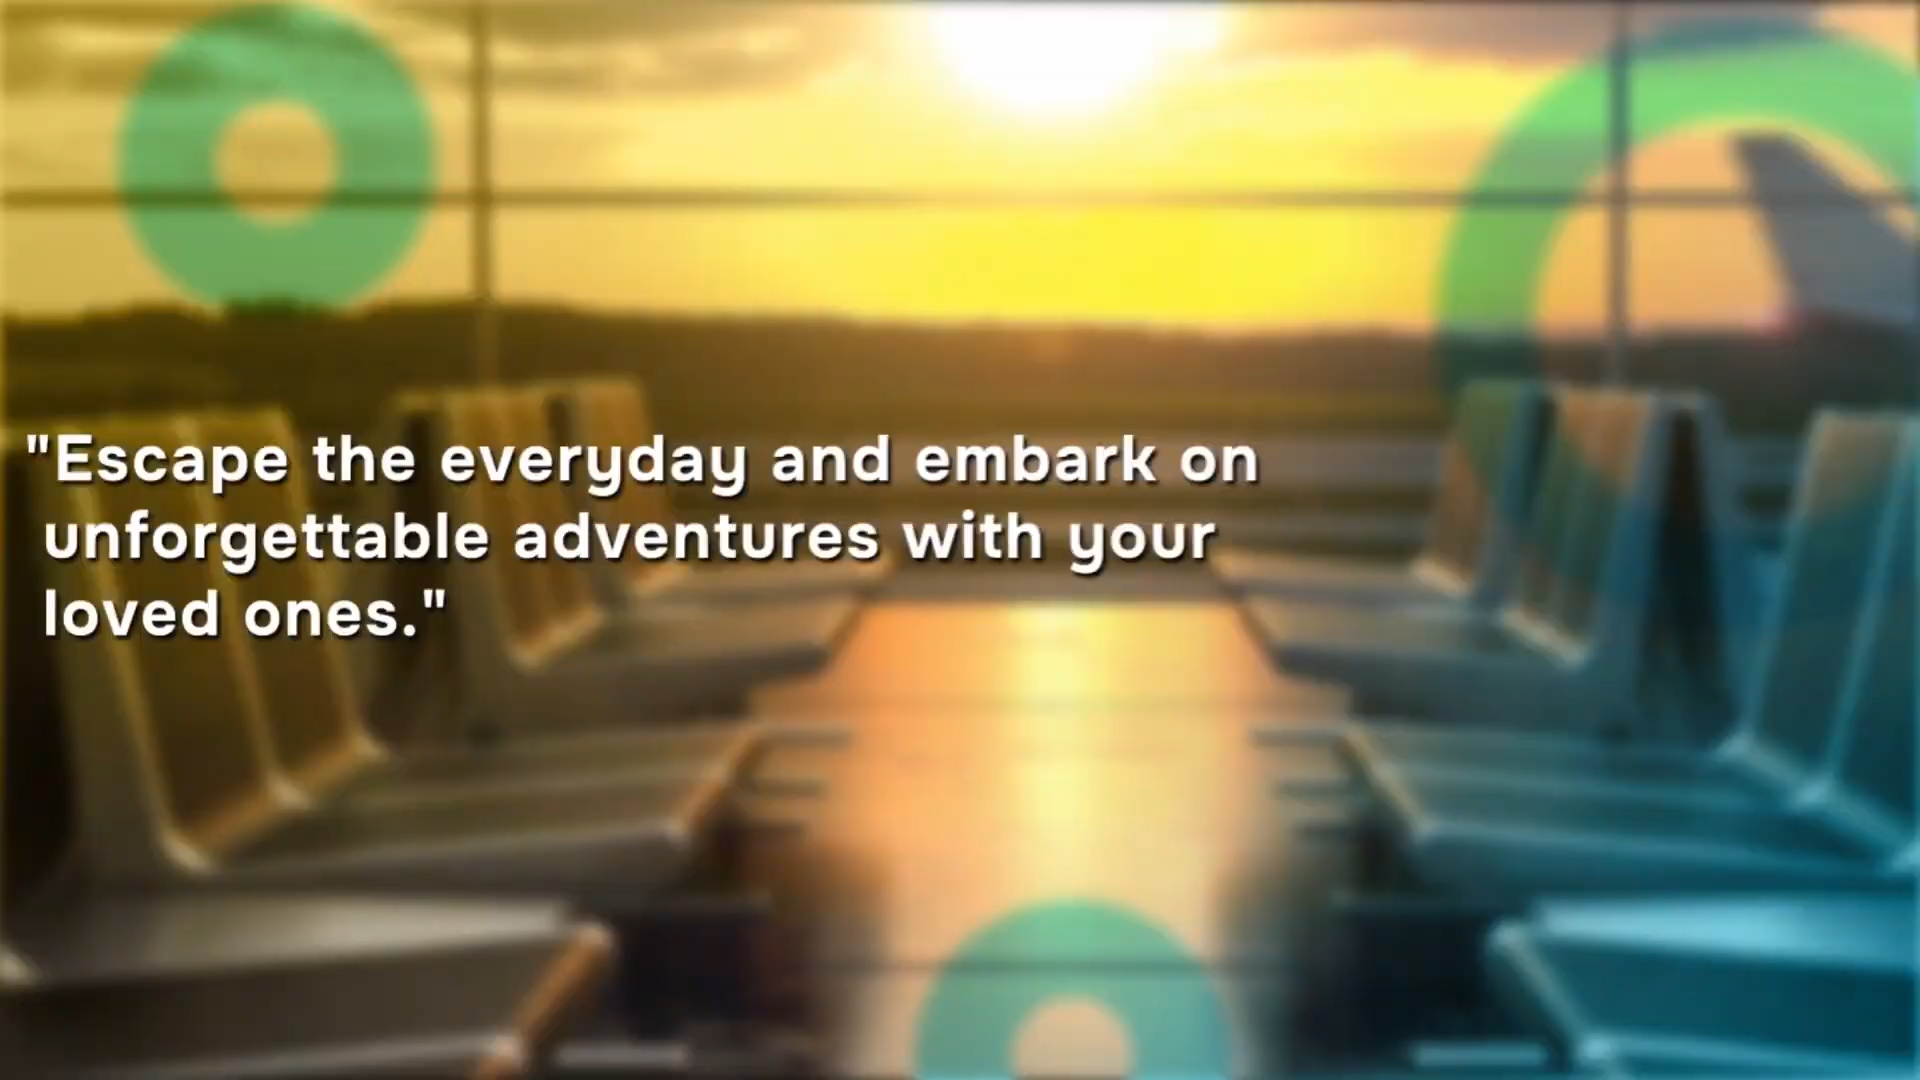 "Escape the everyday and embark on
unforgettable adventures with your
loved ones."